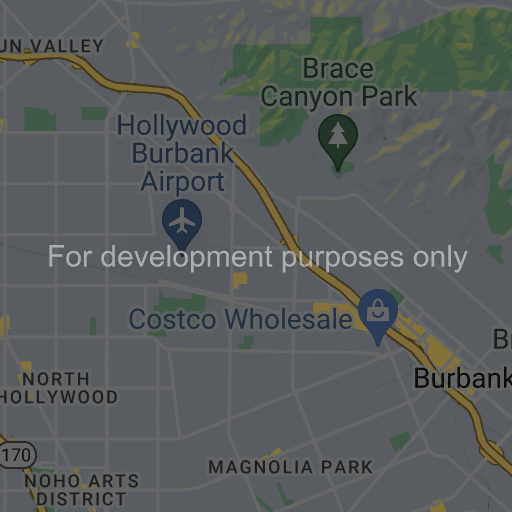 UN VALLEY
Brace
Canyon Park
Hollywood
Burbank
Airport
For development purposes only
Costco Wholesale
Br
Burbank
NORTH
HOLLYWOOD
170
MAGNOLIA PARK
NOHO ARTS
DISTRICT